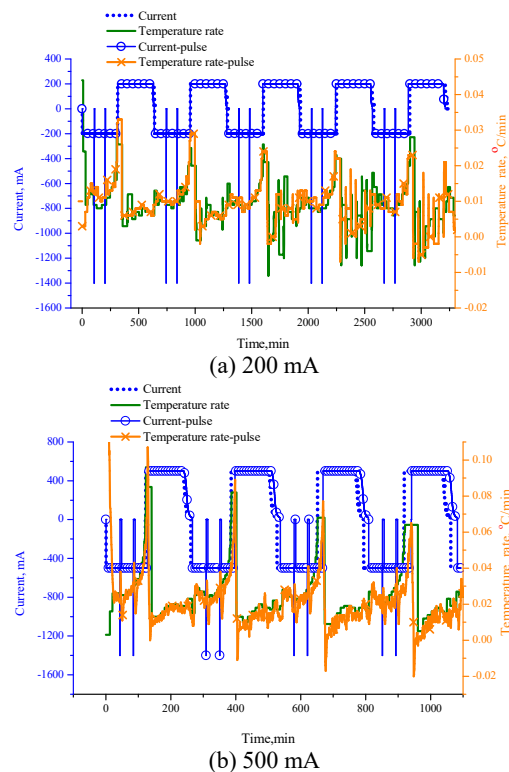 Current
Temperature rate
Current-pulse
Temperature rate-pulse
600
400
200
0
-200
-400
-600
-800
-1000
-1200
-1400
-1600
Current, mA
0.05
0.04
0.03
0.02
0.01
0.00
-0.01
-0.02
Temperature rate, °C/min
0 500 1000 1500 2000 2500 3000
Time,min
(a) 200 mA
Current
Temperature rate
Current-pulse
Temperature rate-pulse
800
400
0
-400
-800
-1200
-1600
Current, mA
0.10
0.08
0.06
0.04
0.02
0.00
-0.02
Temperature rate, °C/min
0 200 400 600 800 1000
Time,min
(b) 500 mA